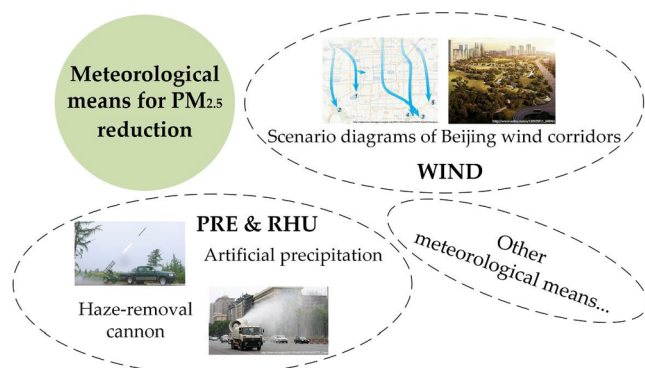 Meteorological
means for PM2.5
reduction
Scenario diagrams of Beijing wind corridors
WIND
PRE & RHU
Artificial precipitation
Haze-removal
cannon
Other
meteorological means...